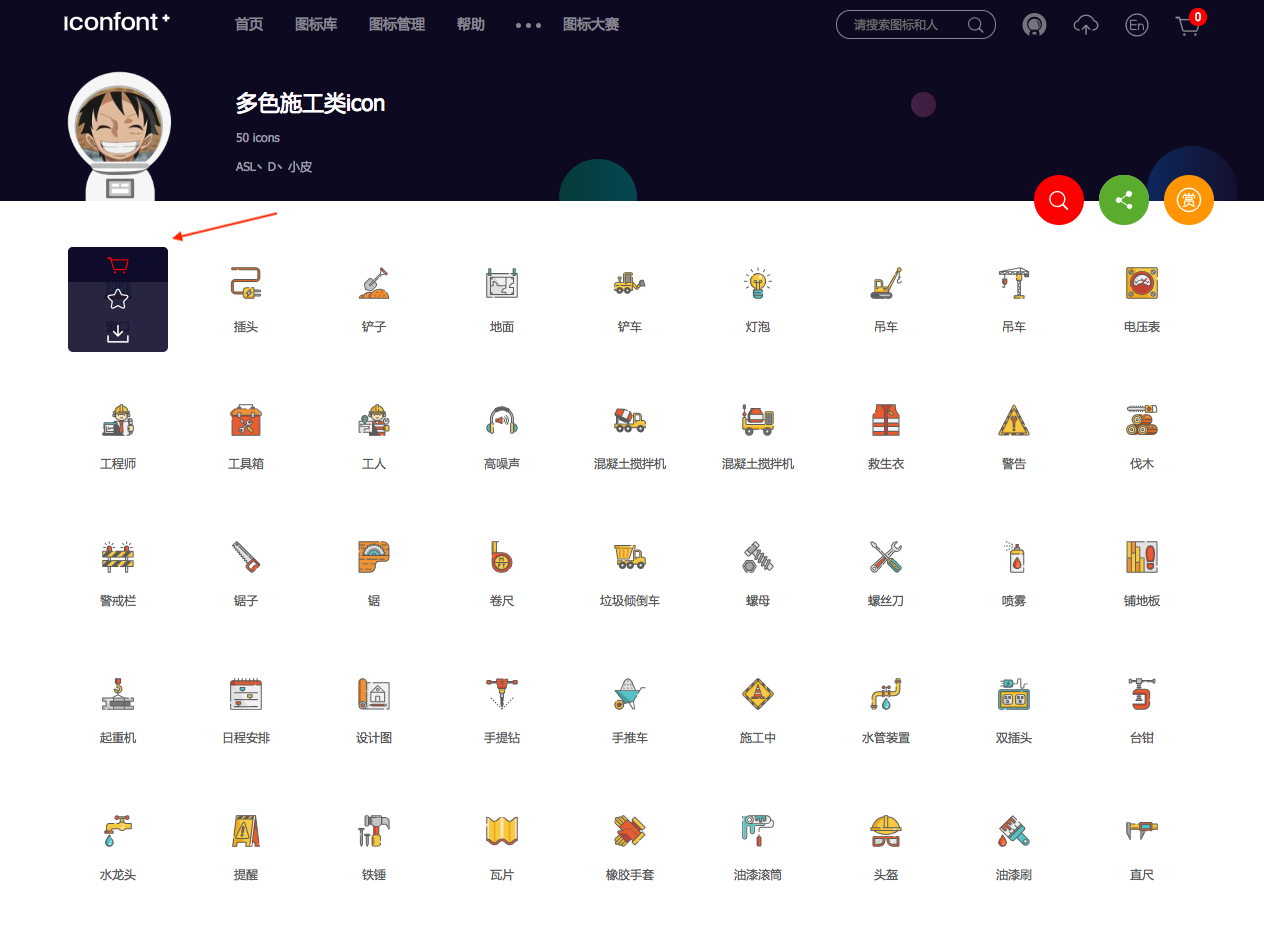 iconfont+
首页 图标库 图标管理 帮助 ••• 图标大赛 请搜索图标和人 En 0
多色施工类icon
50 icons
ASL丶D丶小皮
赏
插头 铲子 地面 铲车 灯泡 吊车 吊车 电压表
工程师 工具箱 工人 高噪声 混凝土搅拌机 混凝土搅拌机 救生衣 警告 伐木
警戒栏 锯子 锯 卷尺 垃圾倾倒车 螺母 螺丝刀 喷雾 铺地板
起重机 日程安排 设计图 手提钻 手推车 施工中 水管装置 双插头 台钳
水龙头 提醒 铁锤 瓦片 橡胶手套 油漆滚筒 头盔 油漆刷 直尺